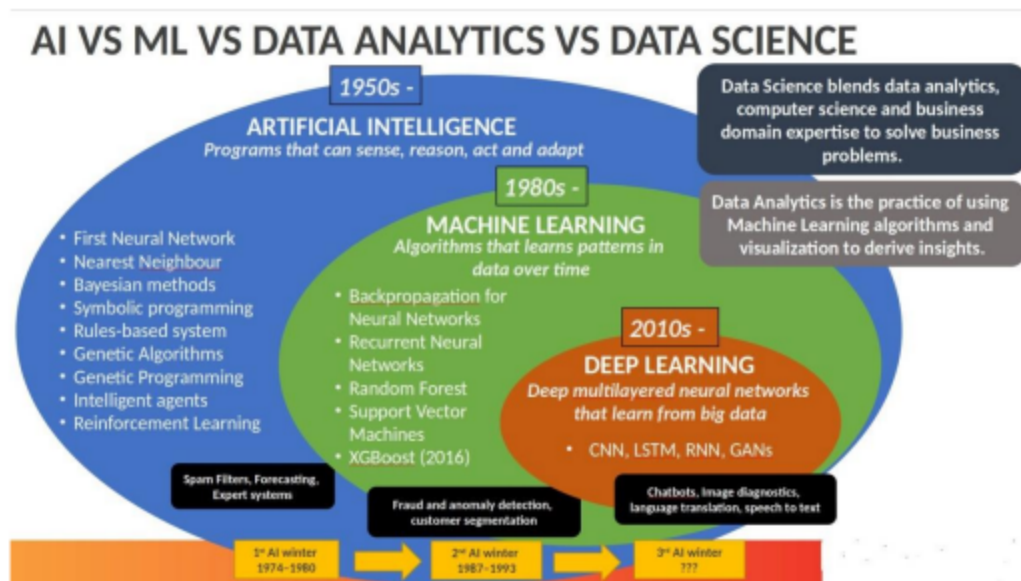 AI VS ML VS DATA ANALYTICS VS DATA SCIENCE
1950s -
ARTIFICIAL INTELLIGENCE
Programs that can sense, reason, act and adapt
Data Science blends data analytics,
computer science and business
domain expertise to solve business
problems.
Data Analytics is the practice of using
Machine Learning algorithms and
visualization to derive insights.
• First Neural Network
• Nearest Neighbour
• Bayesian methods
• Symbolic programming
• Rules-based system
• Genetic Algorithms
• Genetic Programming
• Intelligent agents
• Reinforcement Learning
Spam Filters, Forecasting,
Expert systems
1980s -
MACHINE LEARNING
Algorithms that learns patterns in
data over time
• Backpropagation for
Neural Networks
• Recurrent Neural
Networks
• Random Forest
• Support Vector
Machines
• XGBoost (2016)
Fraud and anomaly detection,
customer segmentation
2010s -
DEEP LEARNING
Deep multilayered neural networks
that learn from big data
• CNN, LSTM, RNN, GANs
Chatbots, image diagnostics,
language translation, speech to text
1st AI winter
1974-1980
2nd AI winter
1987-1993
3rd AI winter
???